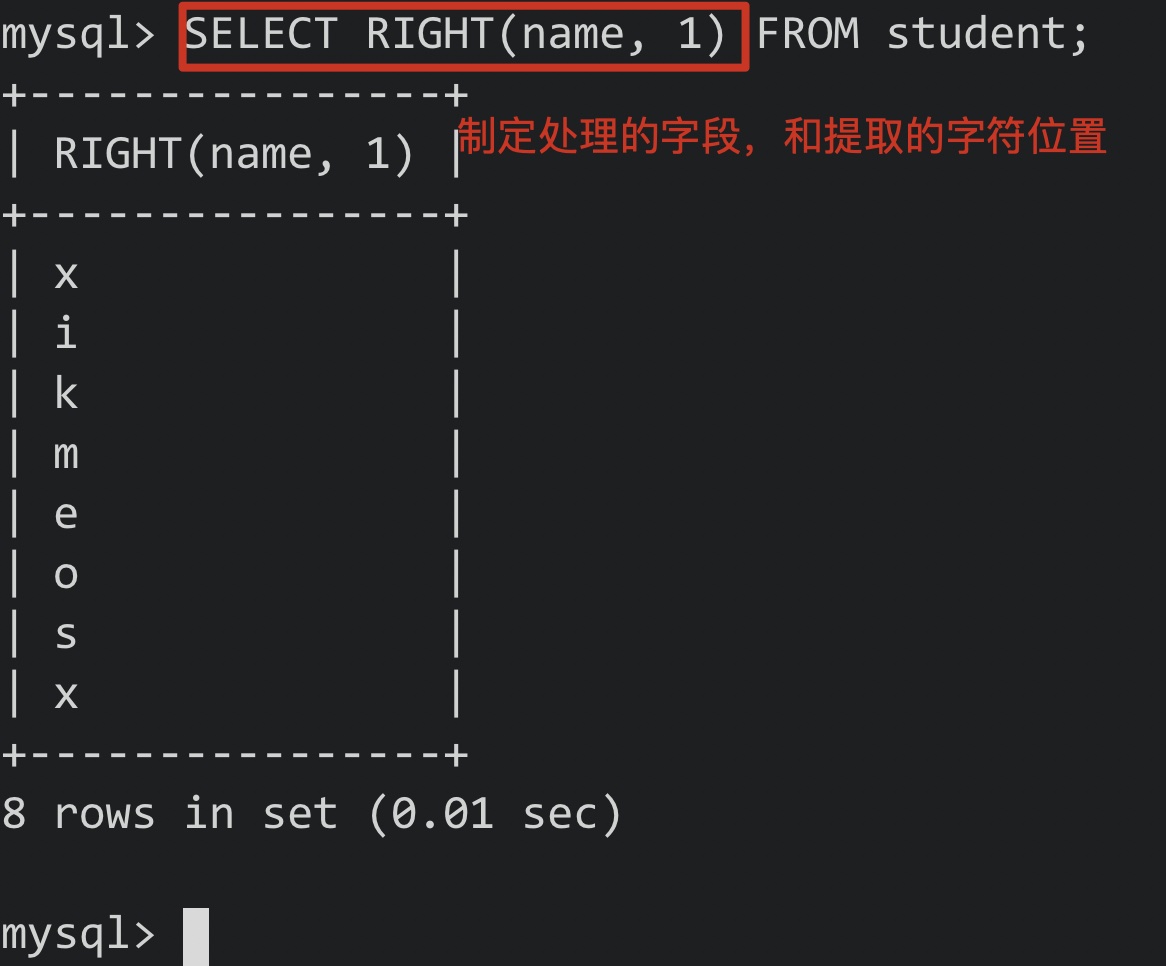 mysql> SELECT RIGHT(name, 1) FROM student;
+-----------------+
| RIGHT(name, 1) |制定处理的字段，和提取的字符位置
+-----------------+
| x |
| i |
| k |
| m |
| e |
| o |
| s |
| x |
+-----------------+
8 rows in set (0.01 sec)
mysql>